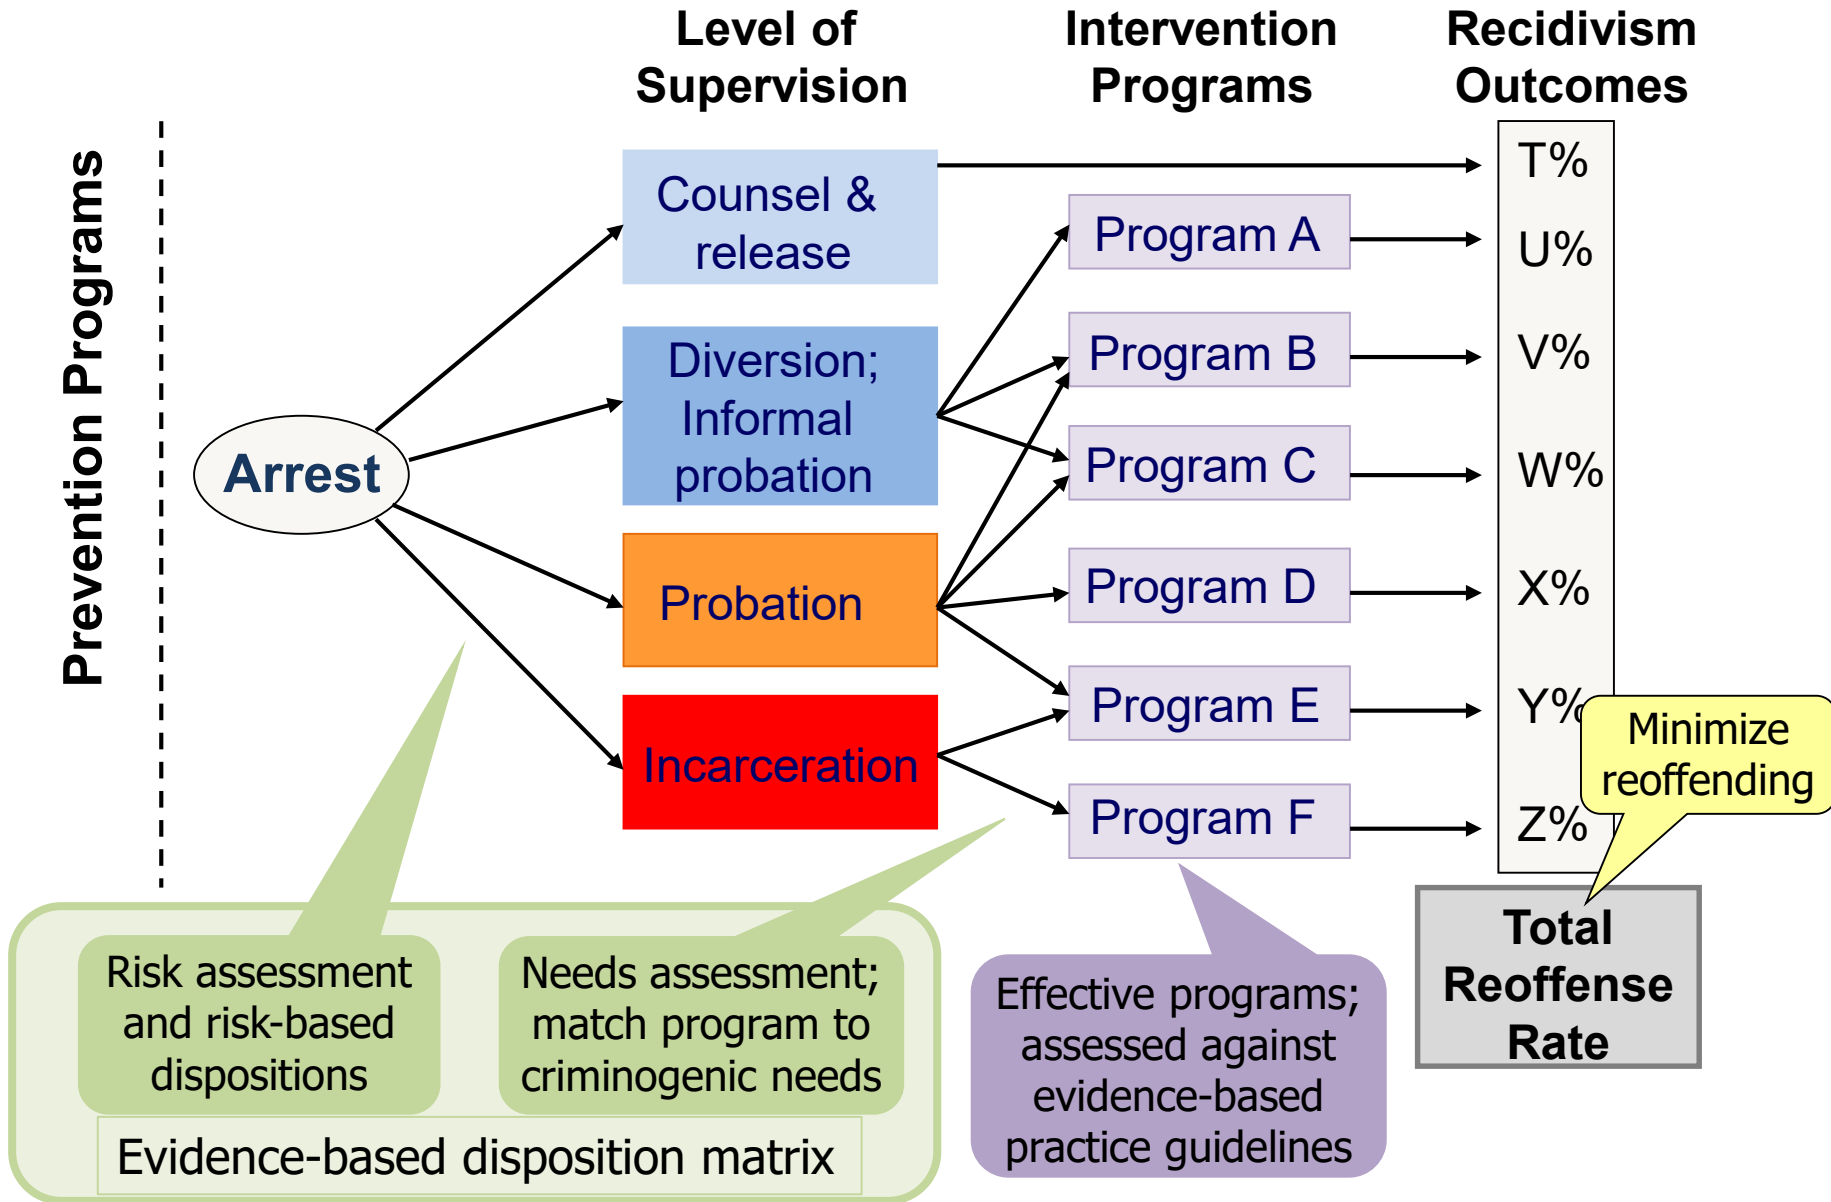 Level of
Supervision
Intervention
Programs
Recidivism
Outcomes
Prevention Programs
Arrest
Counsel &
release
Diversion;
Informal
probation
Probation
Incarceration
Program A
Program B
Program C
Program D
Program E
Program F
T%
U%
V%
W%
X%
Y%
Z%
Minimize
reoffending
Total
Reoffense
Rate
Risk assessment
and risk-based
dispositions
Needs assessment;
match program to
criminogenic needs
Evidence-based disposition matrix
Effective programs;
assessed against
evidence-based
practice guidelines